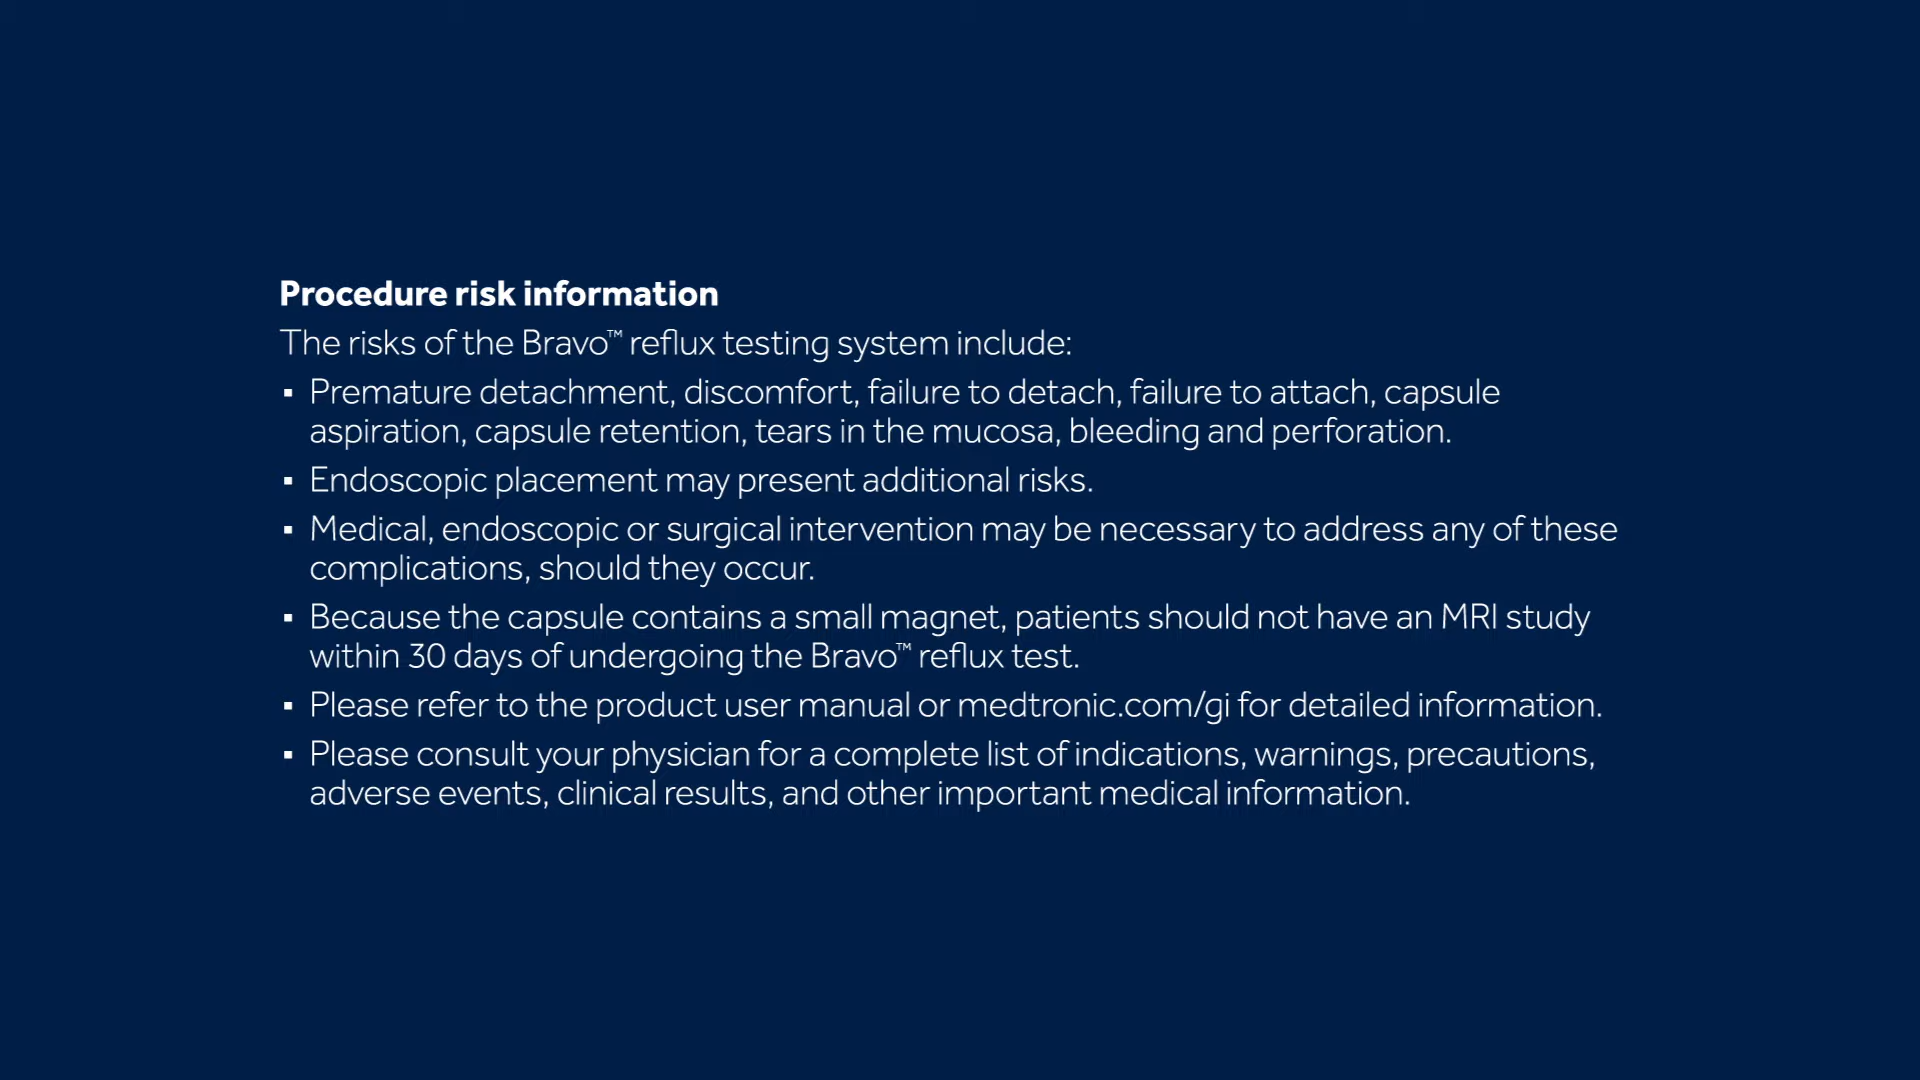 Procedure risk information
The risks of the Bravo™ reflux testing system include:
▪ Premature detachment, discomfort, failure to detach, failure to attach, capsule
aspiration, capsule retention, tears in the mucosa, bleeding and perforation.
▪ Endoscopic placement may present additional risks.
▪ Medical, endoscopic or surgical intervention may be necessary to address any of these
complications, should they occur.
▪ Because the capsule contains a small magnet, patients should not have an MRI study
within 30 days of undergoing the Bravo™ reflux test.
▪ Please refer to the product user manual or medtronic.com/gi for detailed information.
▪ Please consult your physician for a complete list of indications, warnings, precautions,
adverse events, clinical results, and other important medical information.